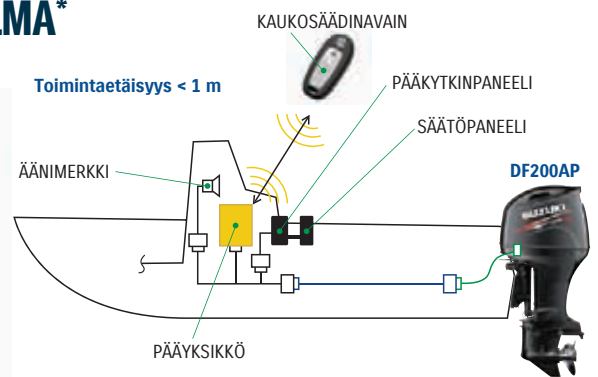 LMA*
KAUKOSÄÄDINAVAIN
Toimintaetäisyys < 1 m
PÄÄKYTKINPANEELI
SÄÄTÖPANEELI
ÄÄNIMERKKI
DF200AP
SUZUKI
PÄÄYKSIKKÖ